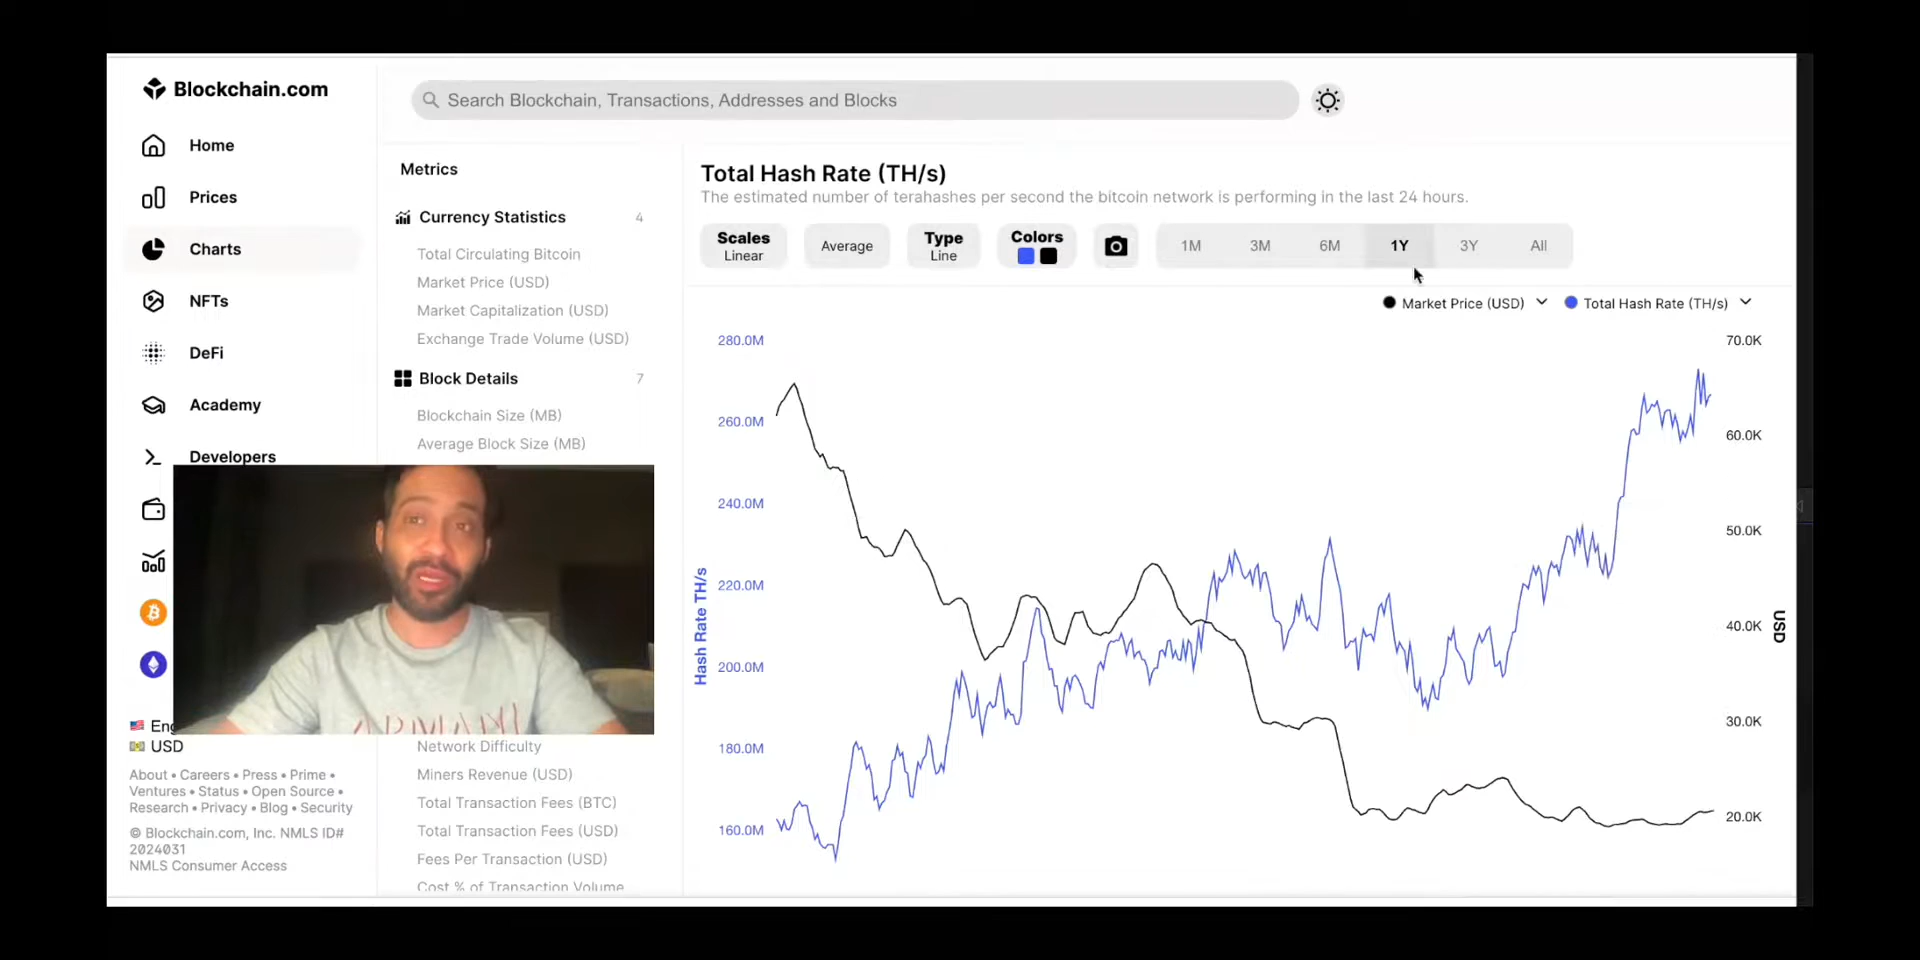 Blockchain.com
Search Blockchain, Transactions, Addresses and Blocks
Home
Prices
Charts
NFTs
DeFi
Academy
Developers
USD
About • Careers • Press • Prime •
Ventures • Status • Open Source •
Research • Privacy • Blog • Security
© Blockchain.com, Inc. NMLS ID#
2024031
NMLS Consumer Access
Metrics
Currency Statistics 4
Total Circulating Bitcoin
Market Price (USD)
Market Capitalization (USD)
Exchange Trade Volume (USD)
Block Details 7
Blockchain Size (MB)
Average Block Size (MB)
Network Difficulty
Miners Revenue (USD)
Total Transaction Fees (BTC)
Total Transaction Fees (USD)
Fees Per Transaction (USD)
Cost % of Transaction Volume
Total Hash Rate (TH/s)
The estimated number of terahashes per second the bitcoin network is performing in the last 24 hours.
Scales
Linear
Average
Type
Line
Colors
1M 3M 6M 1Y 3Y All
Market Price (USD) Total Hash Rate (TH/s)
280.0M
260.0M
240.0M
220.0M
200.0M
180.0M
160.0M
Hash Rate TH/s
70.0K
60.0K
50.0K
40.0K
30.0K
20.0K
USD